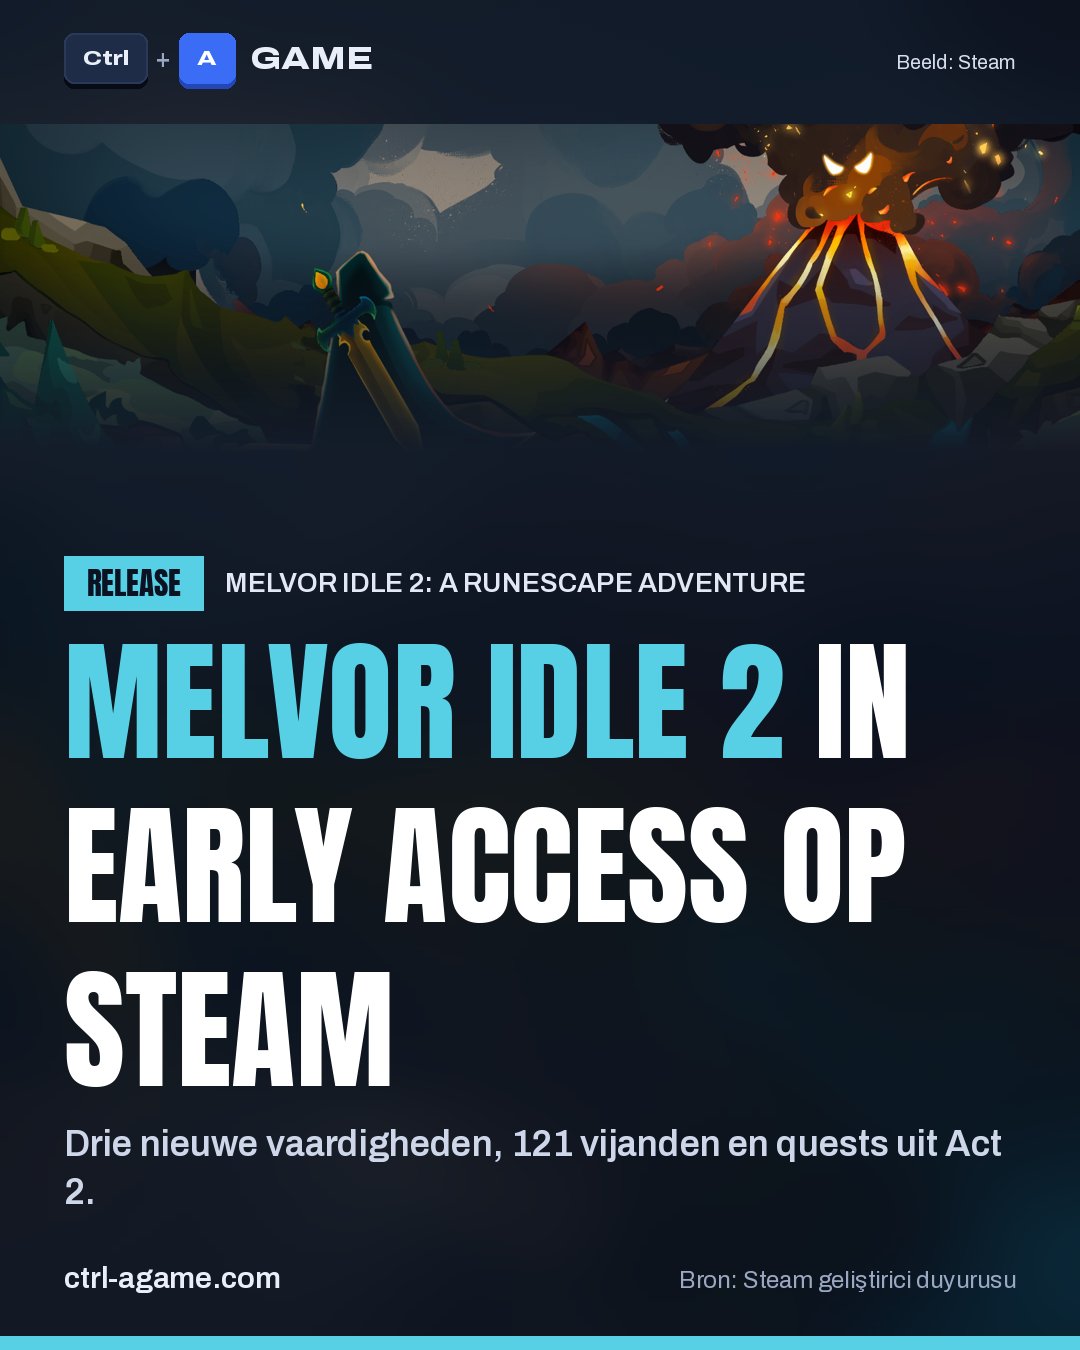 Ctrl + A GAME
Beeld: Steam
RELEASE MELVOR IDLE 2: A RUNESCAPE ADVENTURE
MELVOR IDLE 2 IN
EARLY ACCESS OP
STEAM
Drie nieuwe vaardigheden, 121 vijanden en quests uit Act
2.
ctrl-agame.com
Bron: Steam geliştirici duyurusu